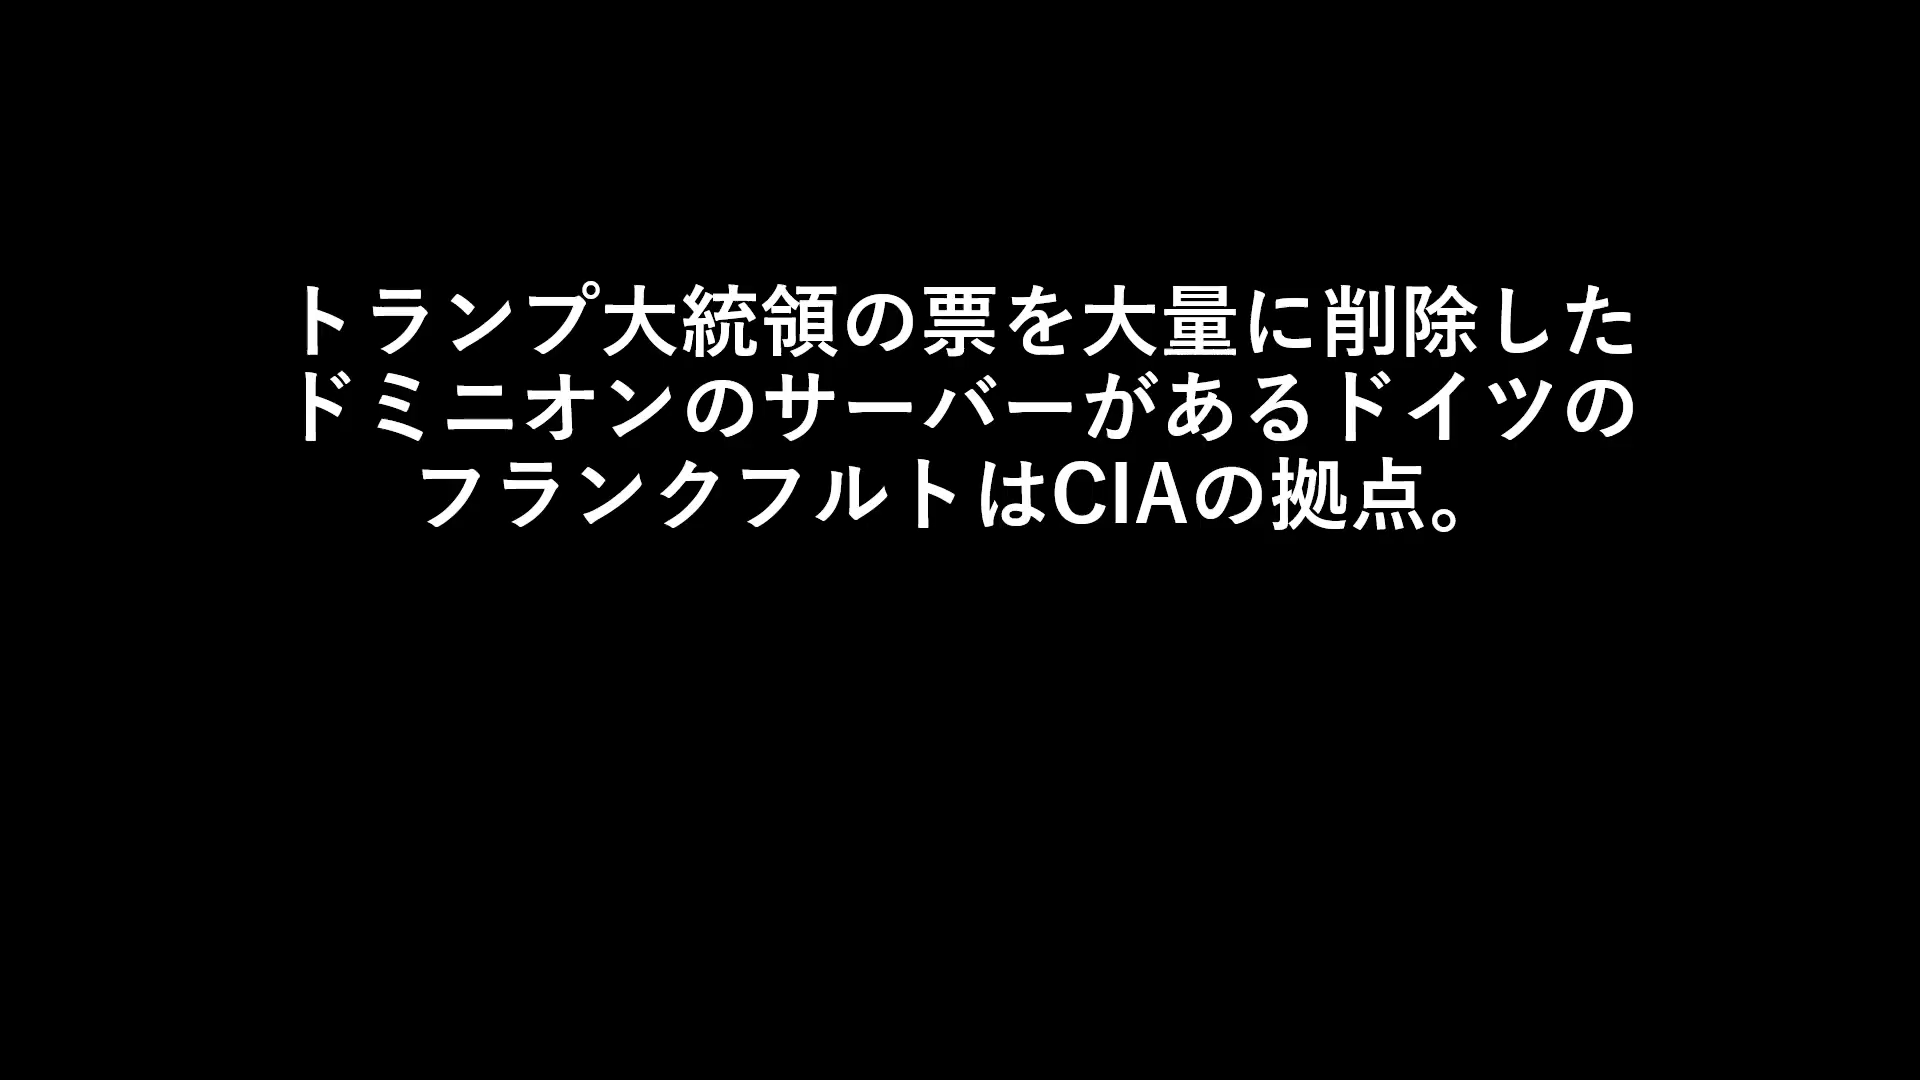 トランプ大統領の票を大量に削除した
ドミニオンのサーバーがあるドイツの
フランクフルトはCIAの拠点。